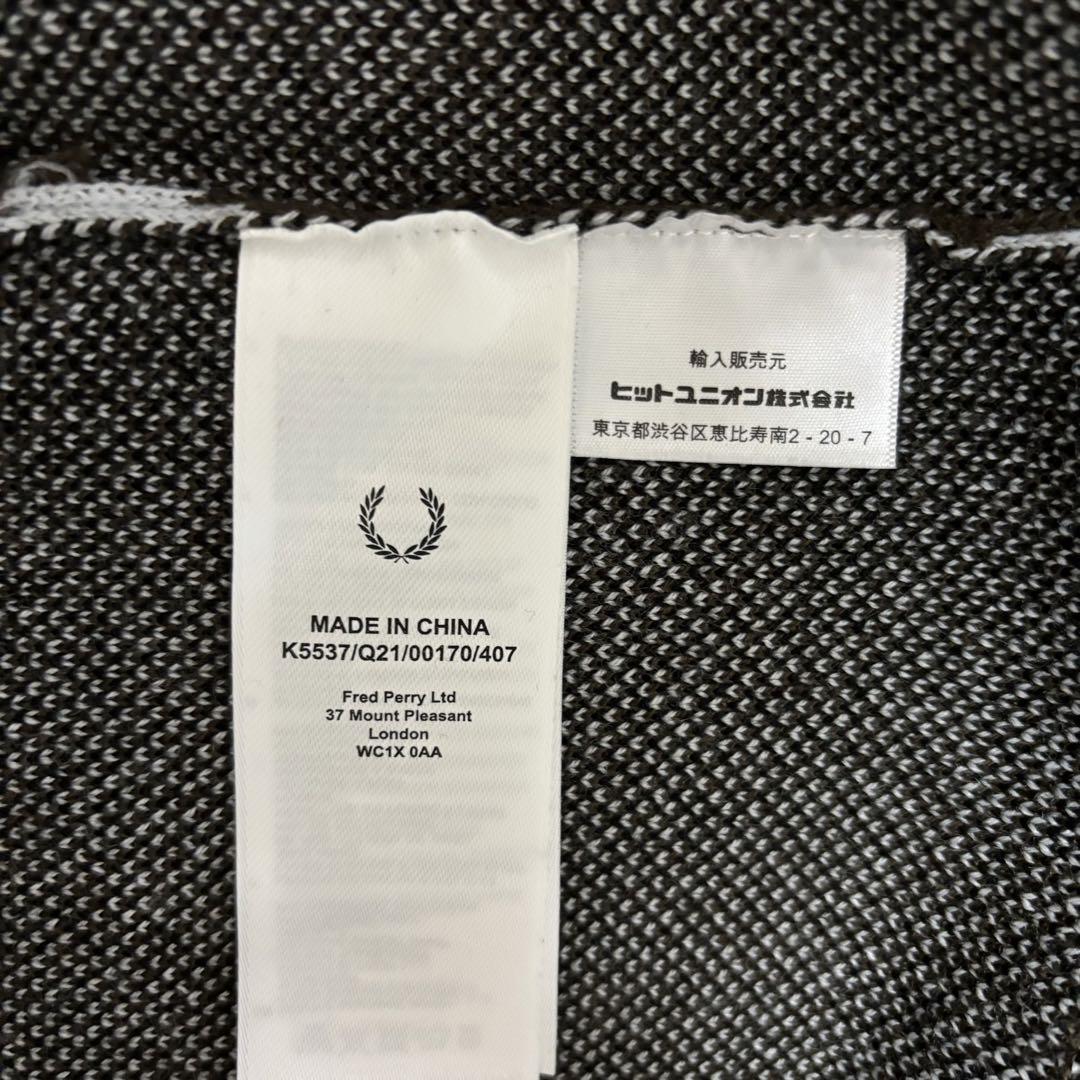 MADE IN CHINA
K5537/Q21/00170/407
Fred Perry Ltd
37 Mount Pleasant
London
WC1X 0AA
輸入販売元
ヒットユニオン株式会社
東京都渋谷区恵比寿南2 - 20 - 7